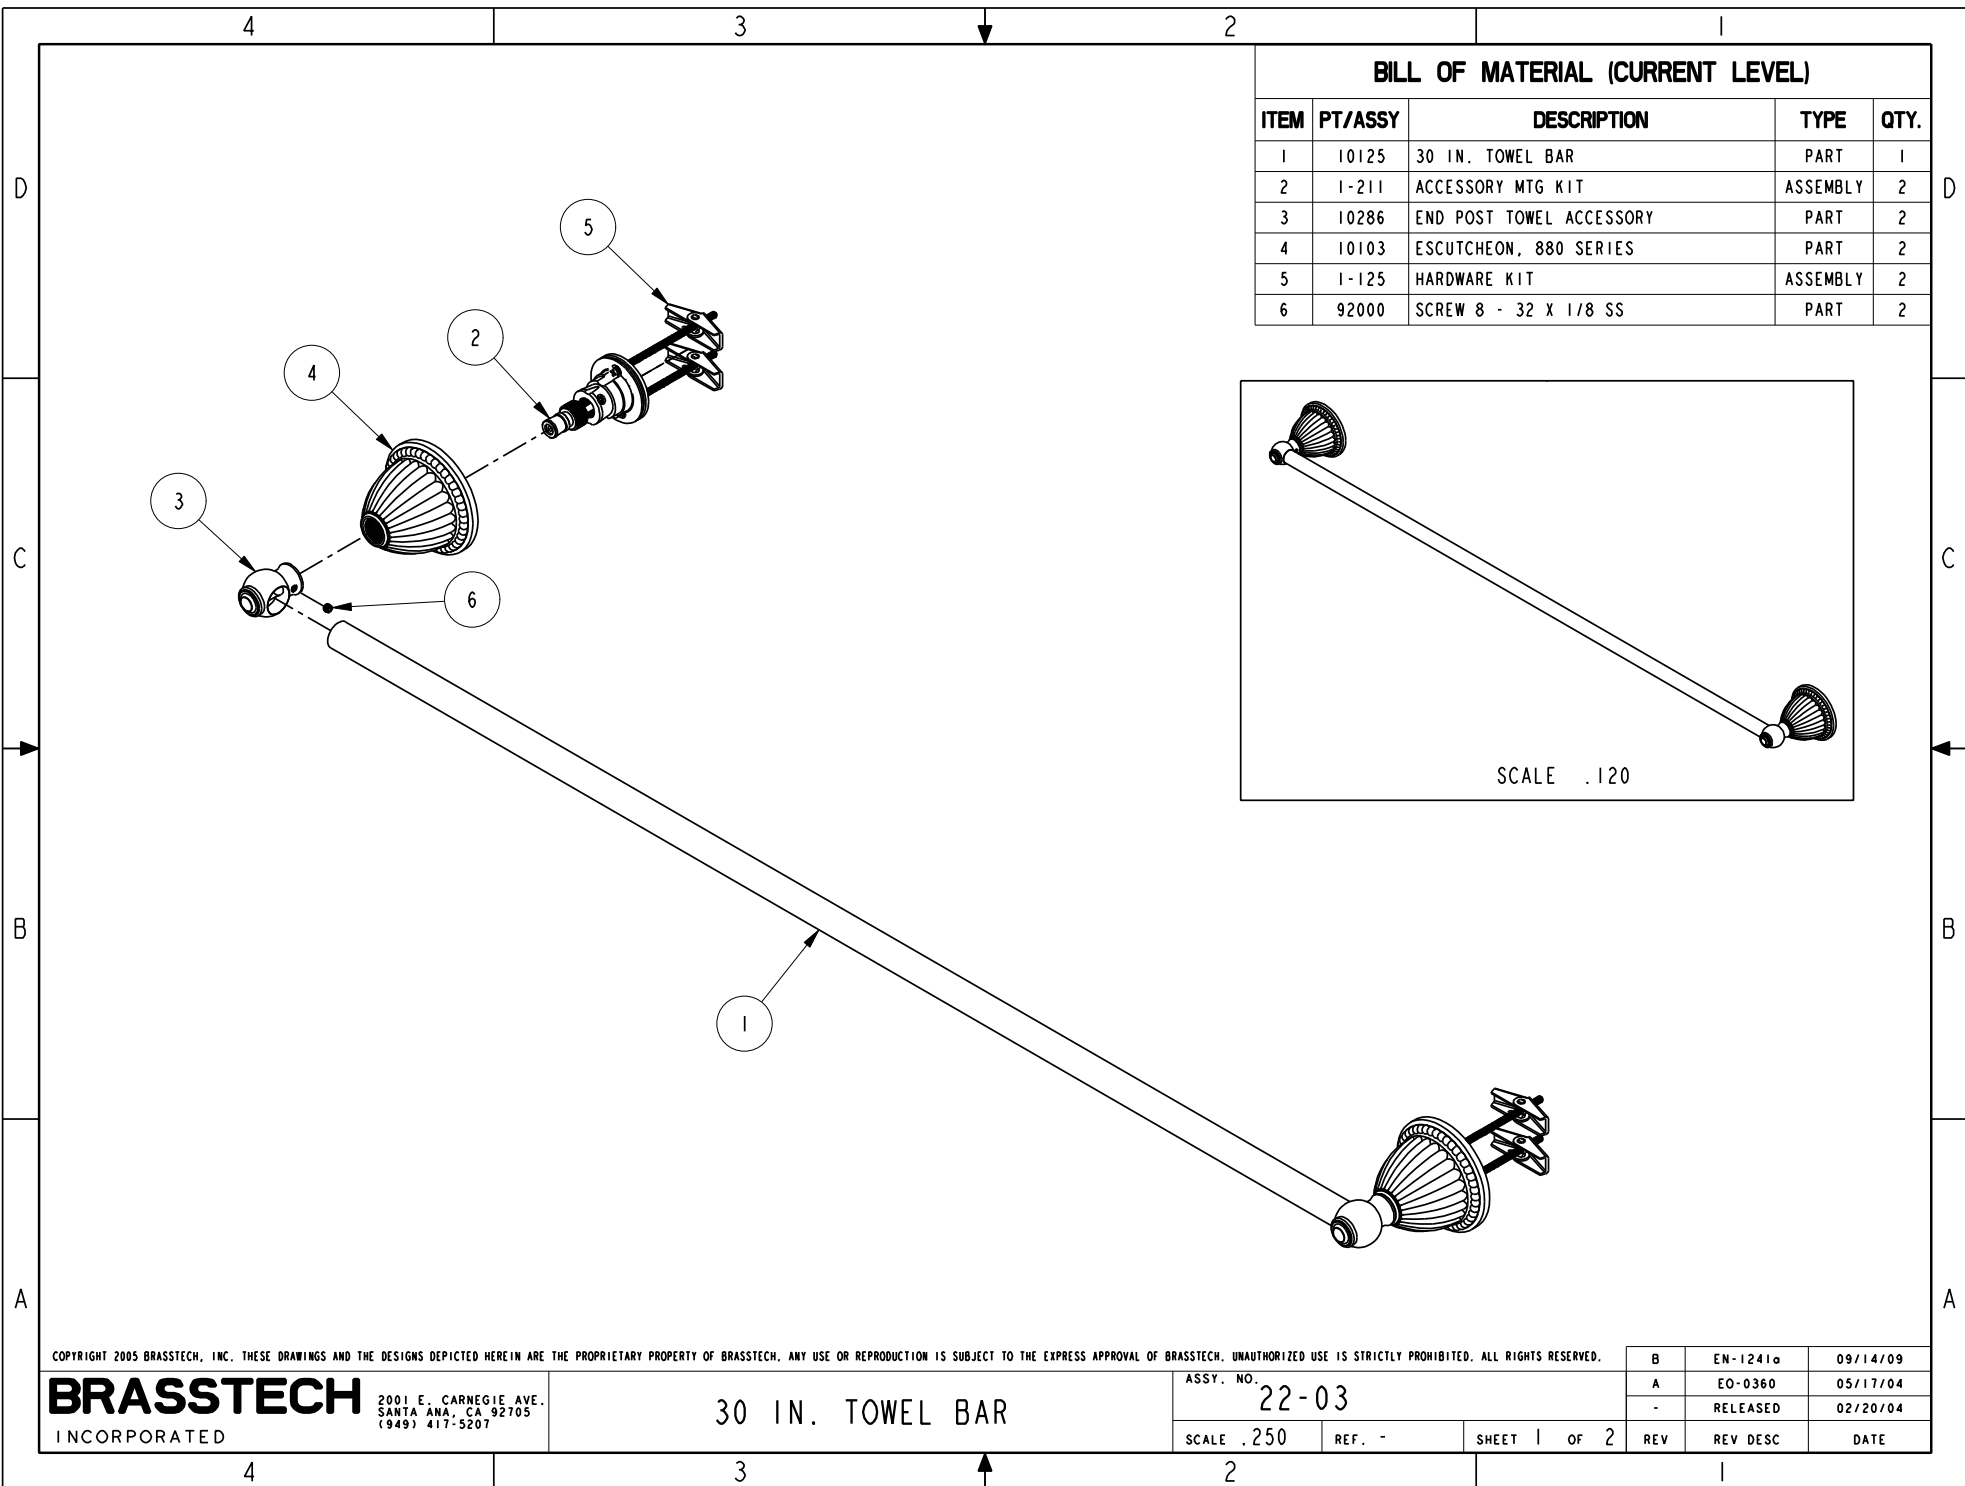 4 3 2 1
BILL OF MATERIAL (CURRENT LEVEL)
ITEM PT/ASSY DESCRIPTION TYPE QTY.
1 10125 30 IN. TOWEL BAR PART 1
2 1-211 ACCESSORY MTG KIT ASSEMBLY 2
3 10286 END POST TOWEL ACCESSORY PART 2
4 10103 ESCUTCHEON, 880 SERIES PART 2
5 1-125 HARDWARE KIT ASSEMBLY 2
6 92000 SCREW 8 - 32 X 1/8 SS PART 2
D D
5
2
4
3
C C
6
SCALE .120
B B
1
A A
COPYRIGHT 2005 BRASSTECH, INC. THESE DRAWINGS AND THE DESIGNS DEPICTED HEREIN ARE THE PROPRIETARY PROPERTY OF BRASSTECH. ANY USE OR REPRODUCTION IS SUBJECT TO THE EXPRESS APPROVAL OF BRASSTECH. UNAUTHORIZED USE IS STRICTLY PROHIBITED. ALL RIGHTS RESERVED.
BRASSTECH
INCORPORATED
2001 E. CARNEGIE AVE.
SANTA ANA, CA 92705
(949) 417-5207
30 IN. TOWEL BAR
ASSY. NO. 22-03
SCALE .250 REF. - SHEET 1 OF 2
B EN-1241a 09/14/09
A EO-0360 05/17/04
- RELEASED 02/20/04
REV REV DESC DATE
4 3 2 1